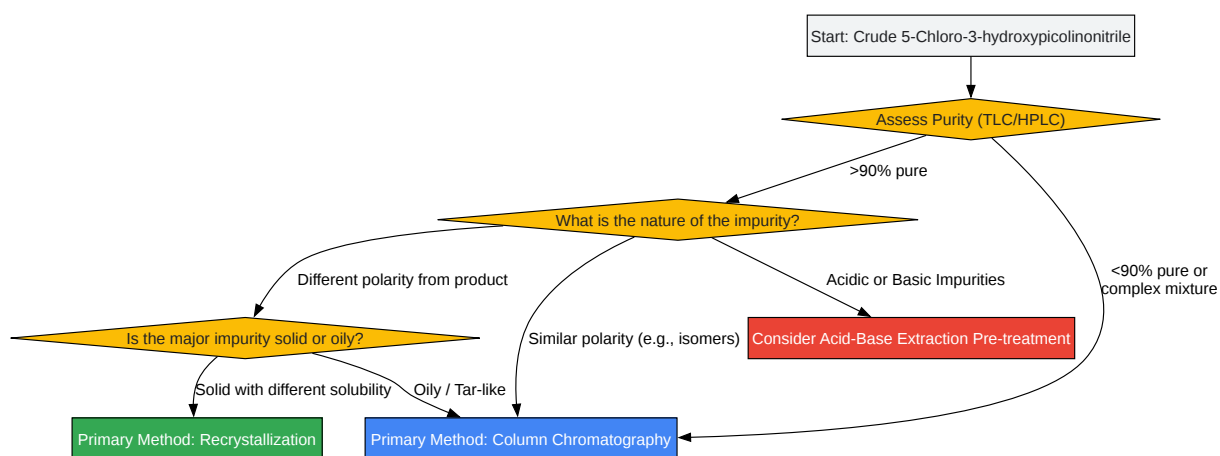 Start: Crude 5-Chloro-3-hydroxypicolinonitrile
Assess Purity (TLC/HPLC)
>90% pure
What is the nature of the impurity?
Different polarity from product
Acidic or Basic Impurities
<90% pure or
complex mixture
Is the major impurity solid or oily?
Similar polarity (e.g., isomers)
Consider Acid-Base Extraction Pre-treatment
Solid with different solubility
Oily / Tar-like
Primary Method: Recrystallization
Primary Method: Column Chromatography